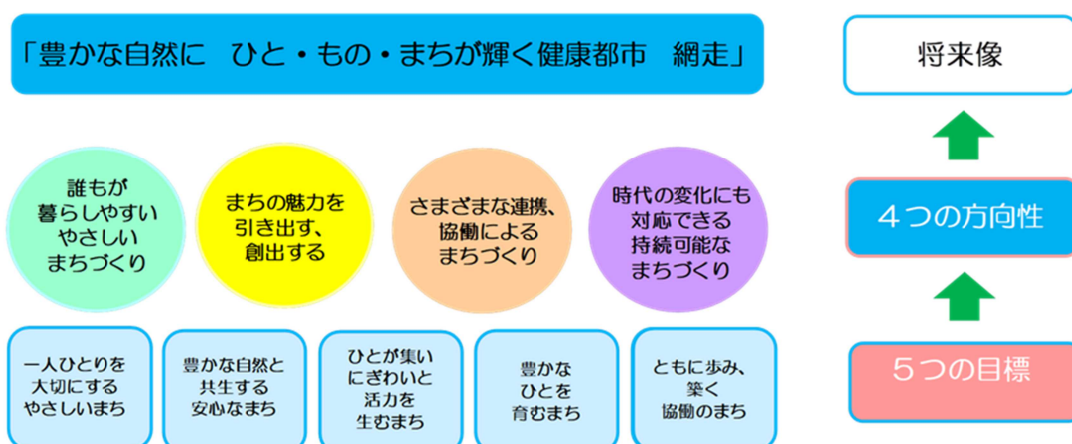 「豊かな自然に　ひと・もの・まちが輝く健康都市　網走」
将来像
誰もが
暮らしやすい
やさしい
まちづくり
まちの魅力を
引き出す、
創出する
さまざまな連携、
協働による
まちづくり
時代の変化にも
対応できる
持続可能な
まちづくり
４つの方向性
一人ひとりを
大切にする
やさしいまち
豊かな自然と
共生する
安心なまち
ひとが集い
にぎわいと
活力を
生むまち
豊かな
ひとを
育むまち
ともに歩み、
築く
協働のまち
５つの目標